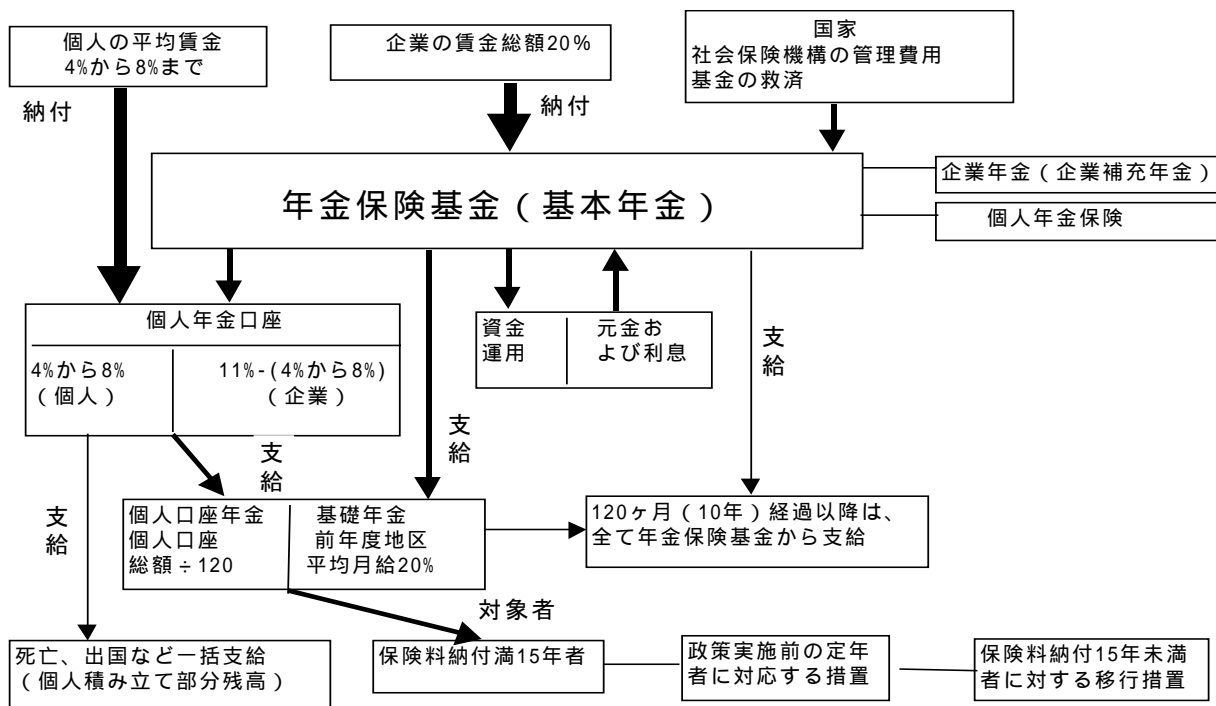 個人の平均賃金
4%から8%まで
企業の賃金総額20%
国家
社会保険機構の管理費用
基金の救済
納付
納付
年金保険基金(基本年金)
企業年金(企業補充年金)
個人年金保険
個人年金口座
4%から8%
(個人)
11%-(4%から8%)
(企業)
資金
運用
元金お
よび利息
支給
支給
支給
支給
個人口座年金
個人口座
総額÷120
基礎年金
前年度地区
平均月給20%
120ヶ月(10年)経過以降は、
全て年金保険基金から支給
対象者
死亡、出国など一括支給
(個人積み立て部分残高)
保険料納付満15年者
政策実施前の定年
者に対応する措置
保険料納付15年未満
者に対する移行措置